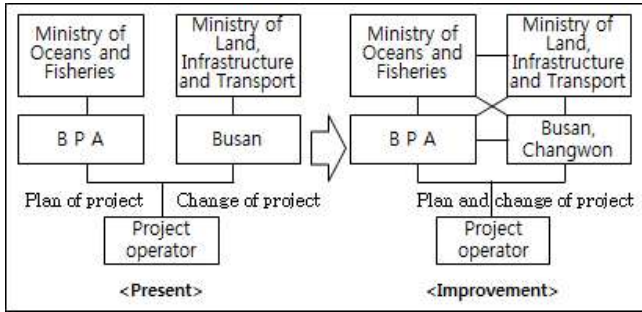 Ministry of
Oceans and
Fisheries
Ministry of
Land,
Infrastructure
and Transport
B P A
Busan
Plan of project
Change of project
Project
operator
<Present>
Ministry of
Oceans and
Fisheries
Ministry of
Land,
Infrastructure
and Transport
B P A
Busan,
Changwon
Plan and change of project
Project
operator
<Improvement>